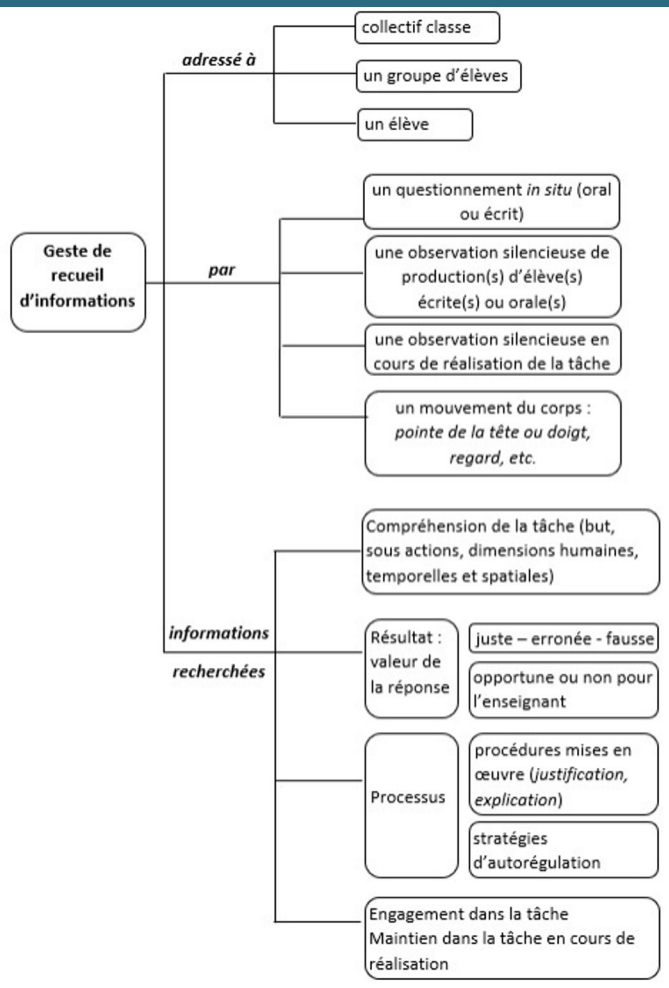 collectif classe
adressé à
un groupe d’élèves
un élève
un questionnement in situ (oral
ou écrit)
Geste de
recueil
d’informations
par
une observation silencieuse de
production(s) d’élève(s)
écrite(s) ou orale(s)
une observation silencieuse en
cours de réalisation de la tâche
un mouvement du corps :
pointe de la tête ou doigt,
regard, etc.
Compréhension de la tâche (but,
sous actions, dimensions humaines,
temporelles et spatiales)
informations
recherchées
Résultat :
valeur de
la réponse
juste – erronée - fausse
opportune ou non pour
l’enseignant
Processus
procédures mises en
œuvre (justification,
explication)
stratégies
d’autorégulation
Engagement dans la tâche
Maintien dans la tâche en cours de
réalisation